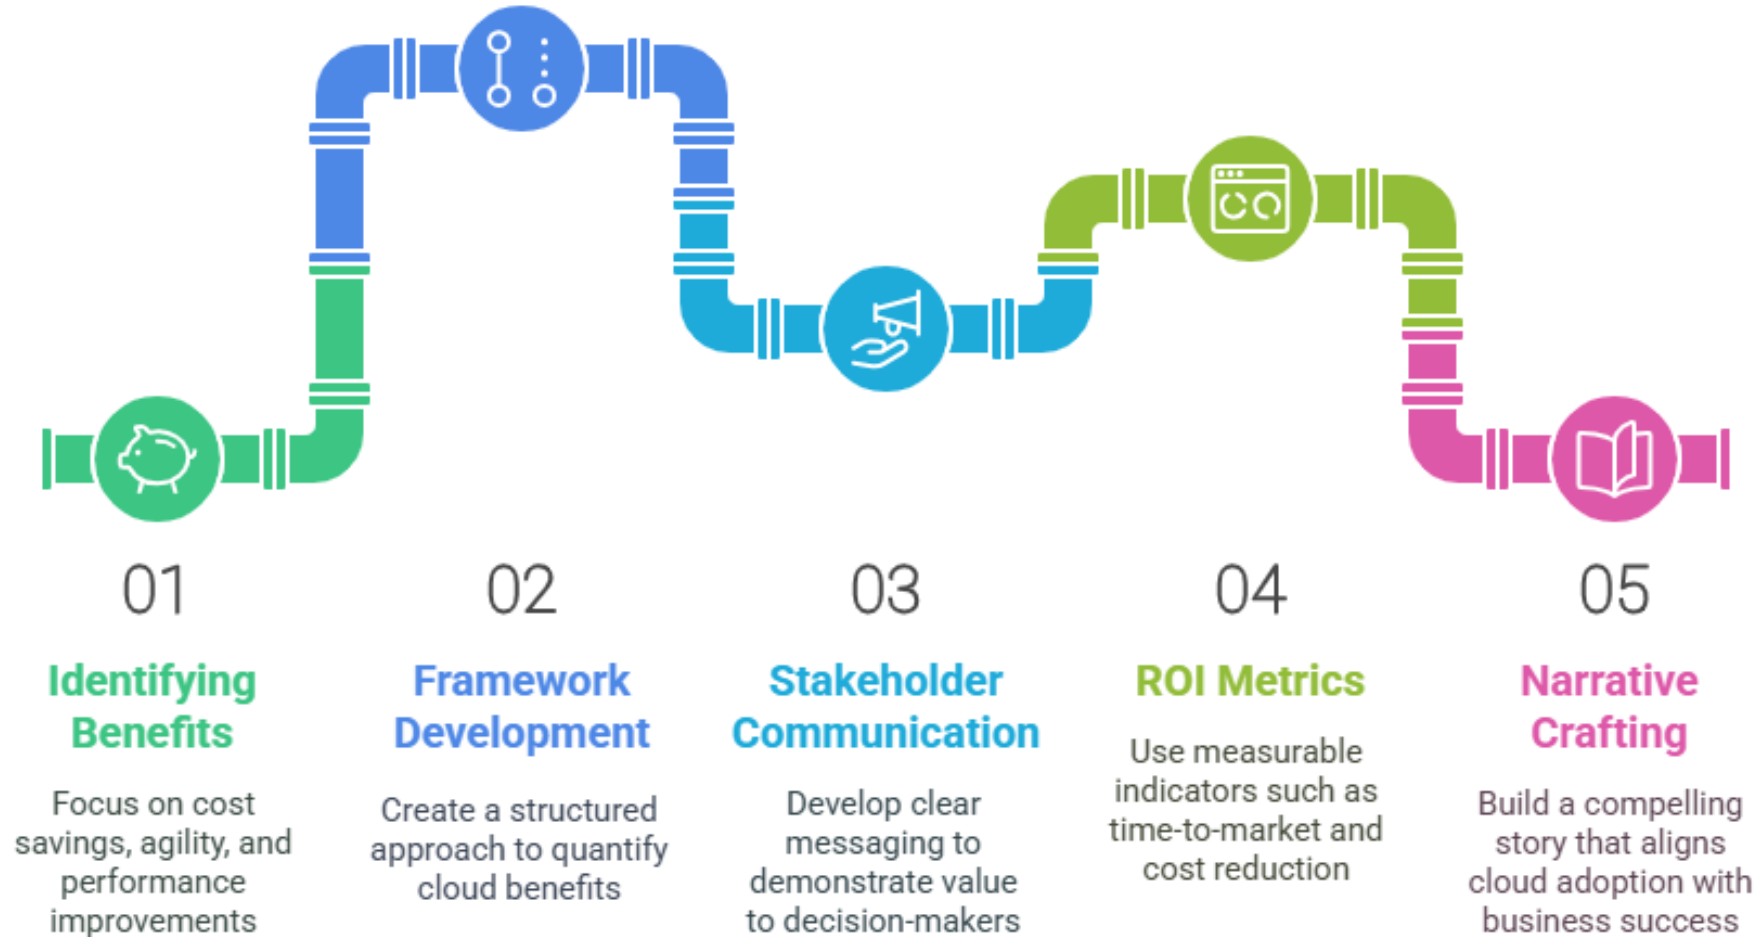 01
Identifying
Benefits
Focus on cost
savings, agility, and
performance
improvements
02
Framework
Development
Create a structured
approach to quantify
cloud benefits
03
Stakeholder
Communication
Develop clear
messaging to
demonstrate value
to decision-makers
04
ROI Metrics
Use measurable
indicators such as
time-to-market and
cost reduction
05
Narrative
Crafting
Build a compelling
story that aligns
cloud adoption with
business success